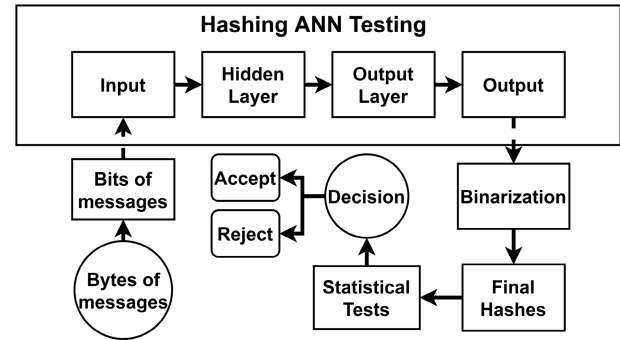 Hashing ANN Testing
Input
Hidden
Layer
Output
Layer
Output
Bits of
messages
Accept
Decision
Binarization
Reject
Bytes of
messages
Statistical
Tests
Final
Hashes